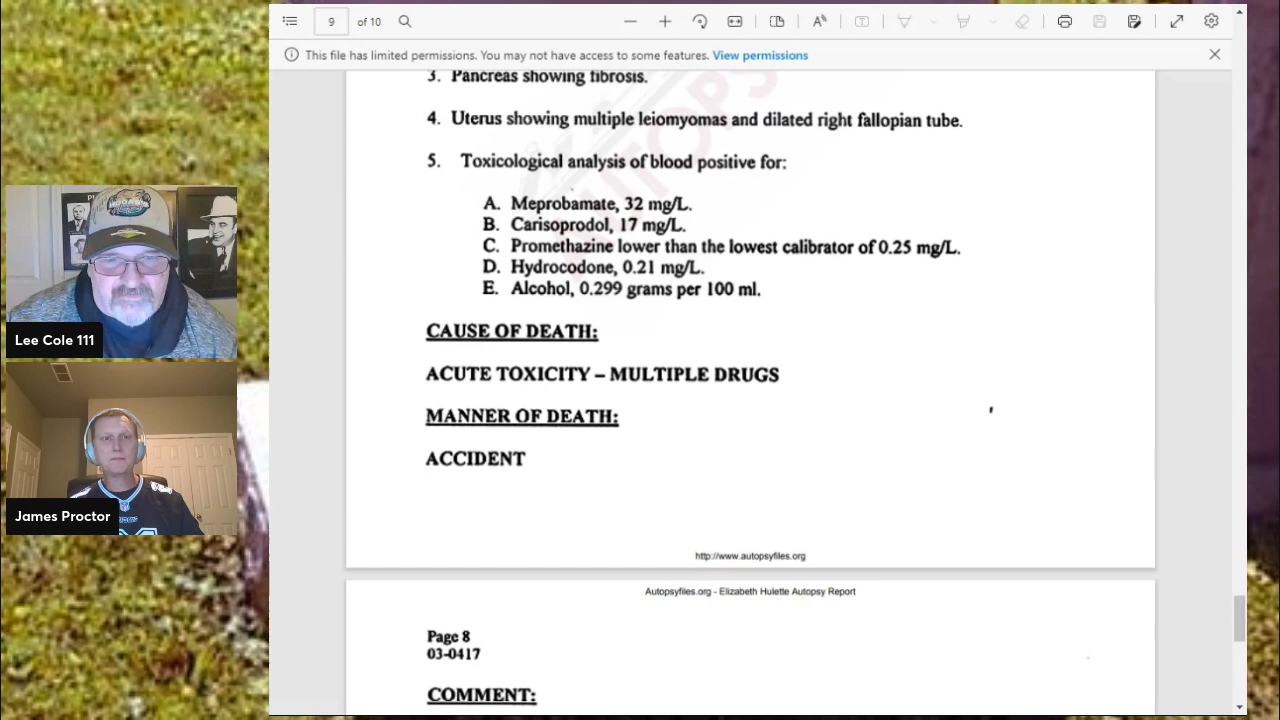 9 of 10
This file has limited permissions. You may not have access to some features. View permissions
3. Pancreas showing fibrosis.
4. Uterus showing multiple leiomyomas and dilated right fallopian tube.
5. Toxicological analysis of blood positive for:
A. Meprobamate, 32 mg/L.
B. Carisoprodol, 17 mg/L.
C. Promethazine lower than the lowest calibrator of 0.25 mg/L.
D. Hydrocodone, 0.21 mg/L.
E. Alcohol, 0.299 grams per 100 ml.
CAUSE OF DEATH:
ACUTE TOXICITY – MULTIPLE DRUGS
MANNER OF DEATH:
ACCIDENT
http://www.autopsyfiles.org
Autopsyfiles.org - Elizabeth Hulette Autopsy Report
Page 8
03-0417
COMMENT:
Lee Cole 111
James Proctor